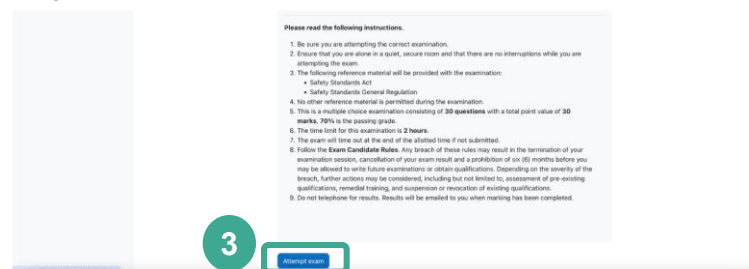 Please read the following instructions.
1. Be sure you are attempting the correct examination.
2. Ensure that you are alone in a quiet, secure room and that there are no interruptions while you are
attempting the exam.
3. The following reference material will be provided with the examination:
• Safety Standards Act
• Safety Standards General Regulation
4. No other reference material is permitted during the examination.
5. This is a multiple choice examination consisting of 30 questions with a total point value of 30
marks, 70% is the passing grade.
6. The time limit for this examination is 2 hours.
7. The exam will time out at the end of the allotted time if not submitted.
8. Follow the Exam Candidate Rules. Any breach of these rules may result in the termination of your
examination session, cancellation of your exam result and a prohibition of six (6) months before you
may be allowed to write future examinations or obtain qualifications. Depending on the severity of the
breach, further actions may be considered, including but not limited to, assessment of pre-existing
qualifications, remedial training, and suspension or revocation of existing qualifications.
9. Do not telephone for results. Results will be emailed to you when marking has been completed.
3
Attempt exam